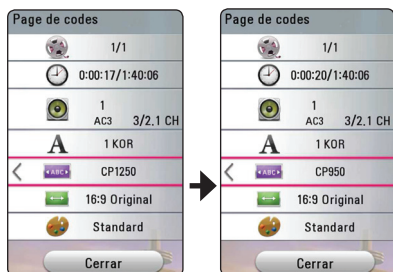 Page de codes
1/1
0:00:17/1:40:06
1
AC3 3/2.1 CH
A 1 KOR
ABC CP1250
16:9 Original
Standard
Cerrar
Page de codes
1/1
0:00:20/1:40:06
1
AC3 3/2.1 CH
A 1 KOR
ABC CP950
16:9 Original
Standard
Cerrar